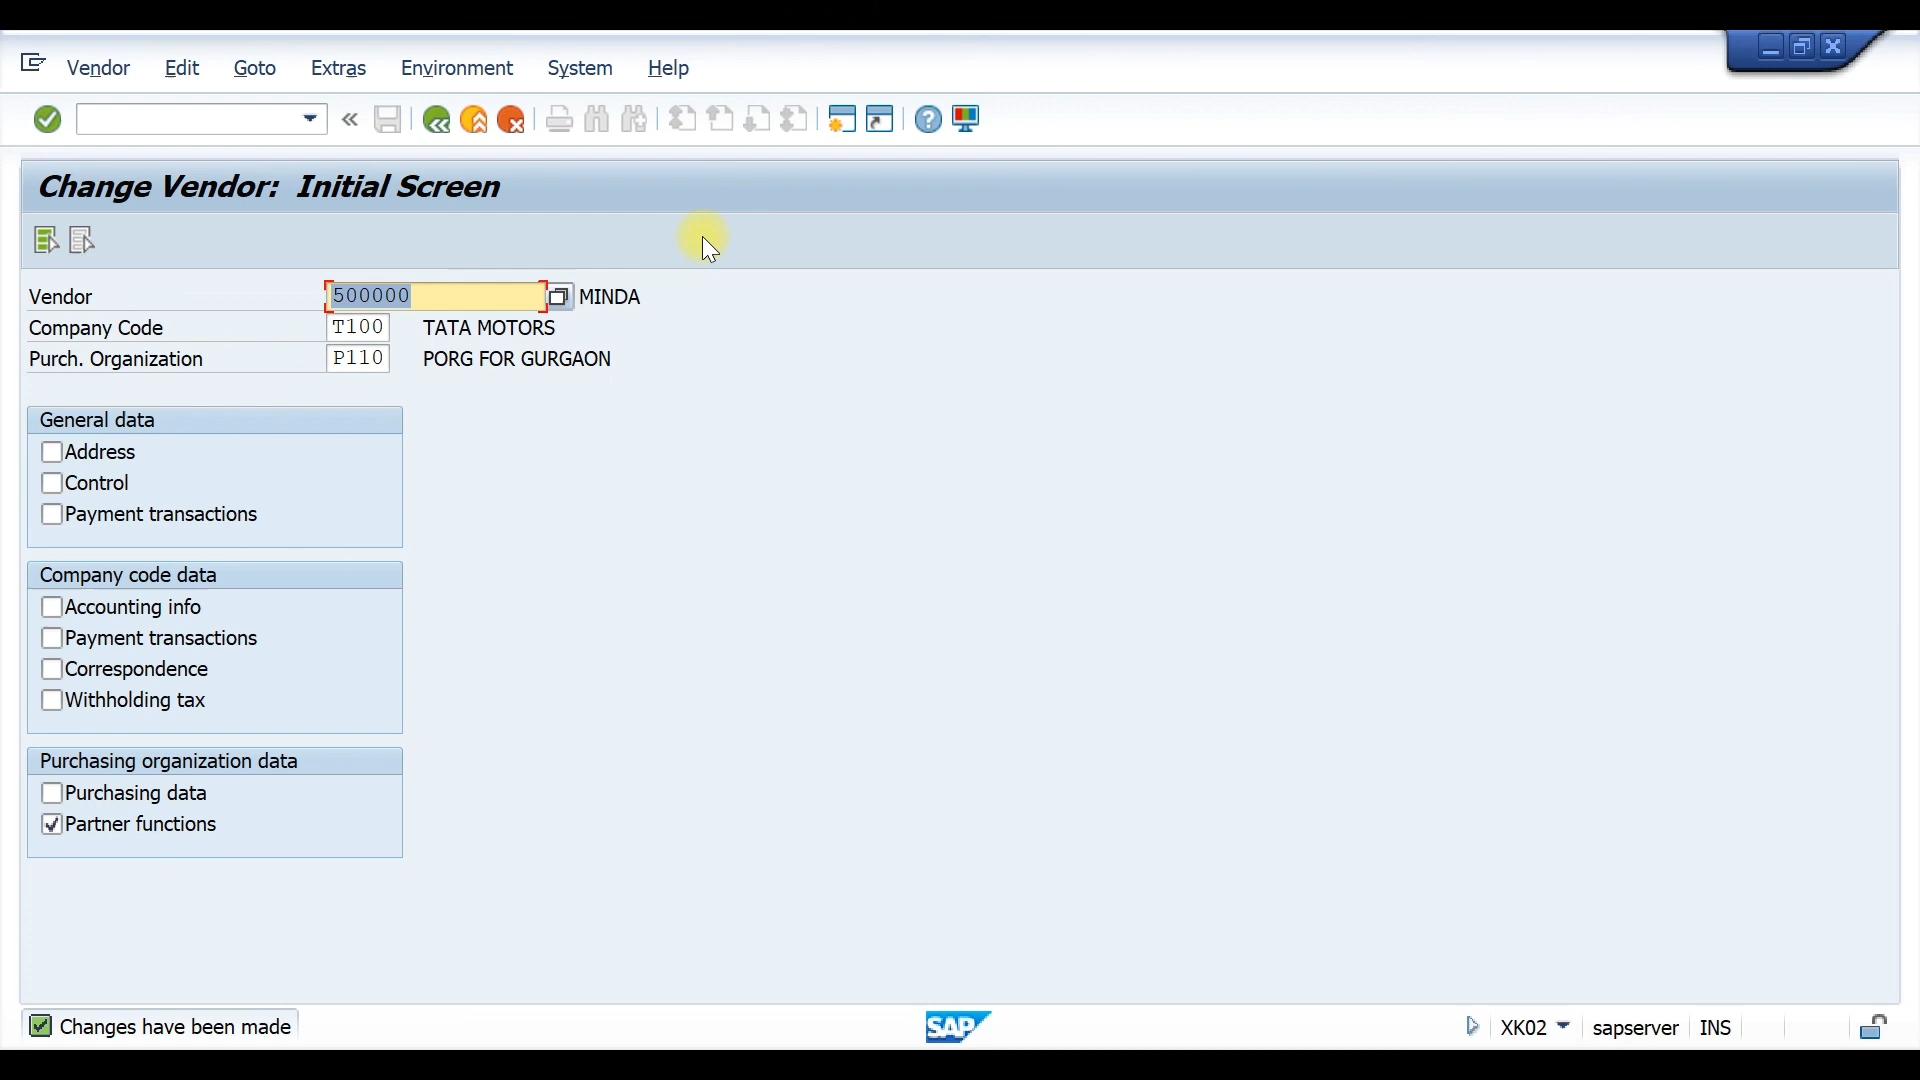 Vendor Edit Goto Extras Environment System Help
Change Vendor: Initial Screen
Vendor 500000 MINDA
Company Code T100 TATA MOTORS
Purch. Organization P110 PORG FOR GURGAON
General data
Address
Control
Payment transactions
Company code data
Accounting info
Payment transactions
Correspondence
Withholding tax
Purchasing organization data
Purchasing data
Partner functions
Changes have been made SAP XK02 sapserver INS